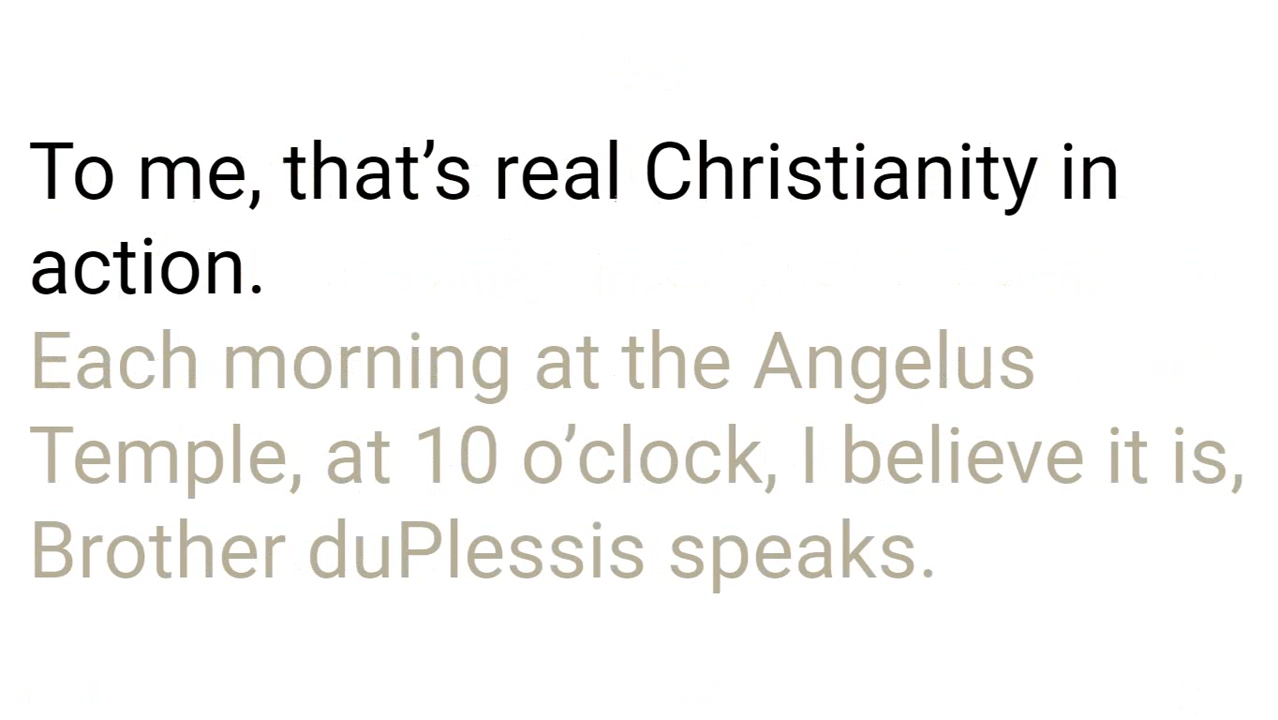 To me, that’s real Christianity in
action.
Each morning at the Angelus
Temple, at 10 o’clock, I believe it is,
Brother duPlessis speaks.